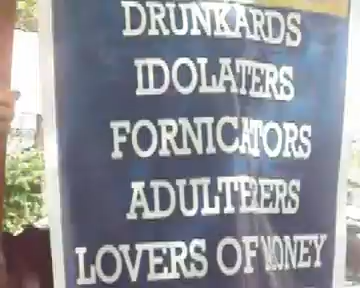 DRUNKARDS
IDOLATERS
FORNICATORS
ADULTERERS
LOVERS OF MONEY